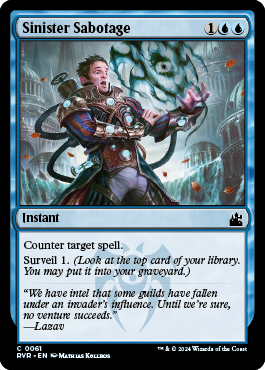 Sinister Sabotage 1
Instant
Counter target spell.
Surveil 1. (Look at the top card of your library.
You may put it into your graveyard.)
“We have intel that some guilds have fallen
under an invader’s influence. Until we’re sure,
no venture succeeds.”
—Lazav
C 0061
RVR • EN MATHIAS KOLLROS
™ & © 2024 Wizards of the Coast